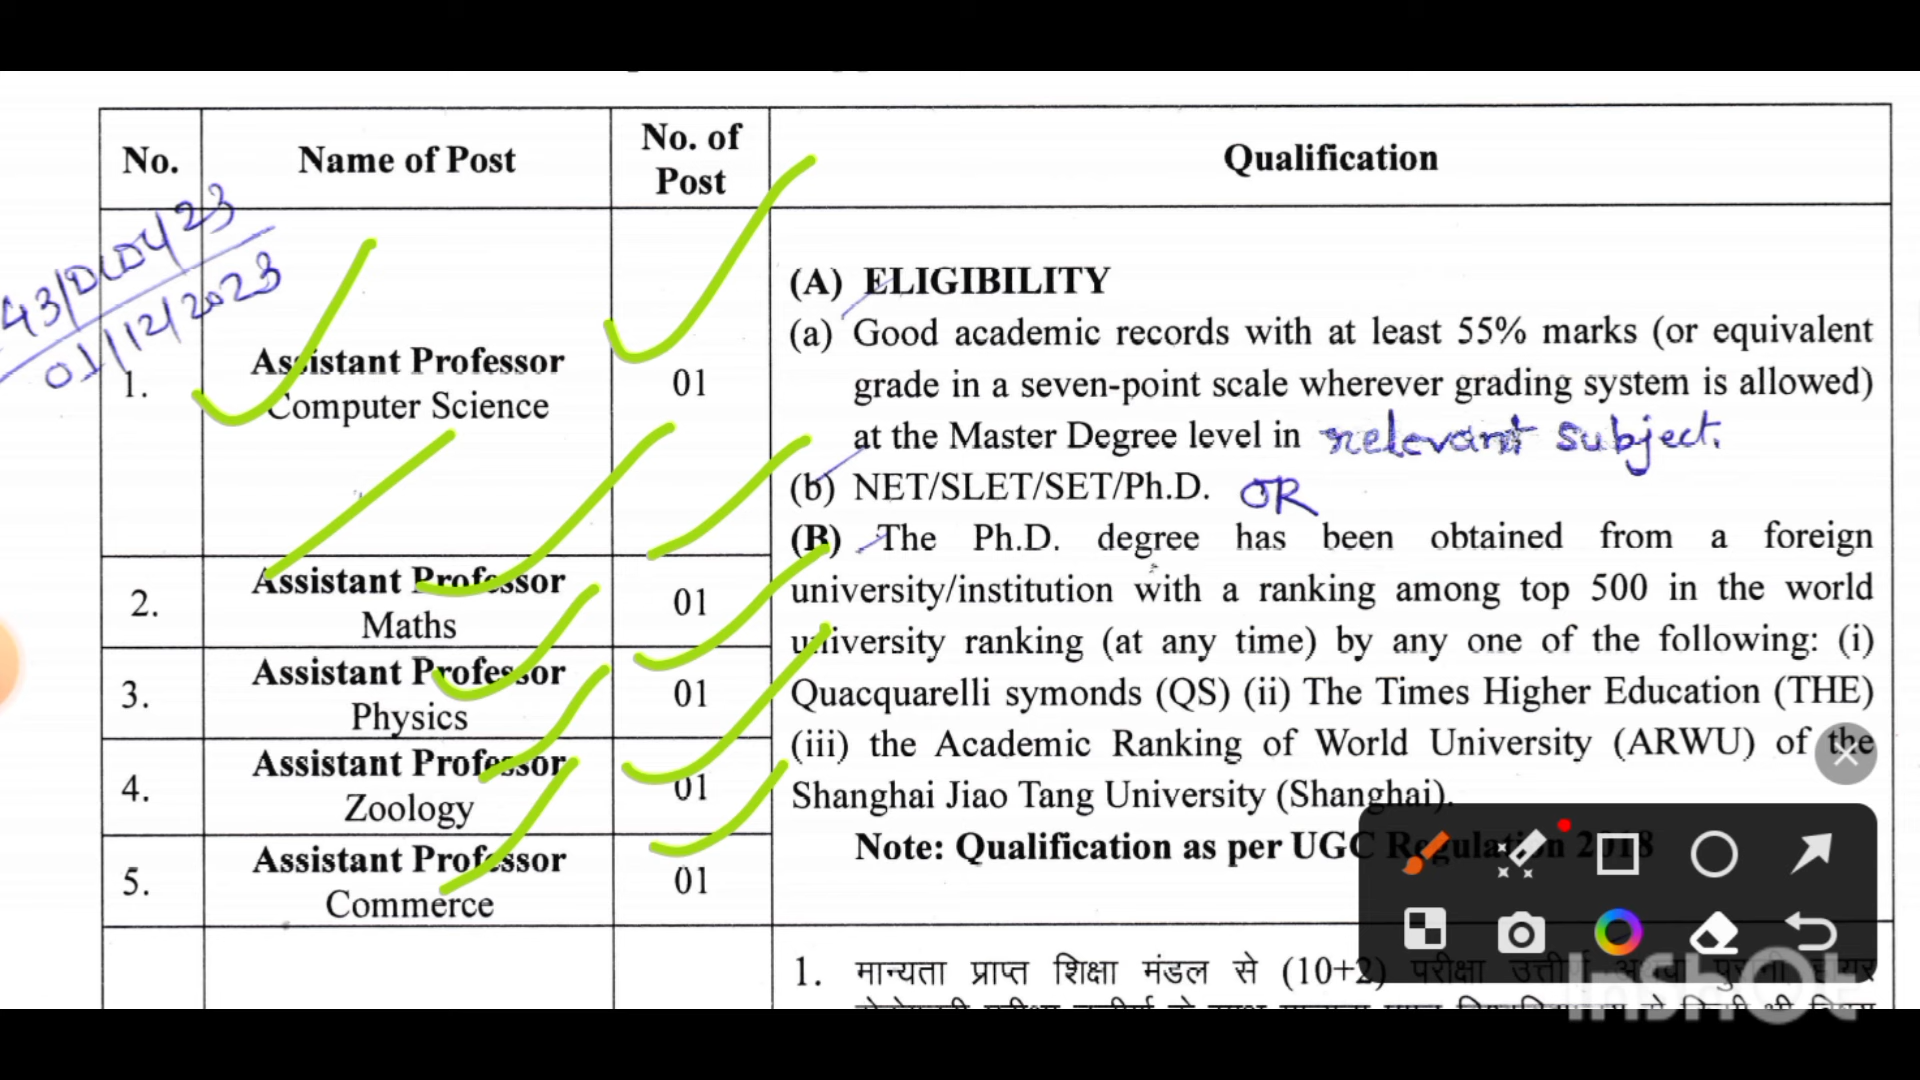 No.
Name of Post
No. of
Post
Qualification
43/DLDY/23
01/12/2023
1.
Assistant Professor
Computer Science
01
2.
Assistant Professor
Maths
01
3.
Assistant Professor
Physics
01
4.
Assistant Professor
Zoology
01
5.
Assistant Professor
Commerce
01
(A) ELIGIBILITY
(a) Good academic records with at least 55% marks (or equivalent
grade in a seven-point scale wherever grading system is allowed)
at the Master Degree level in relevant subject.
(b) NET/SLET/SET/Ph.D. OR
(B) The Ph.D. degree has been obtained from a foreign
university/institution with a ranking among top 500 in the world
university ranking (at any time) by any one of the following: (i)
Quacquarelli symonds (QS) (ii) The Times Higher Education (THE)
(iii) the Academic Ranking of World University (ARWU) of the
Shanghai Jiao Tang University (Shanghai).
Note: Qualification as per UGC Regulation 2018
1. मान्यता प्राप्त शिक्षा मंडल से (10+2) परीक्षा उत्तीर्ण
InShot